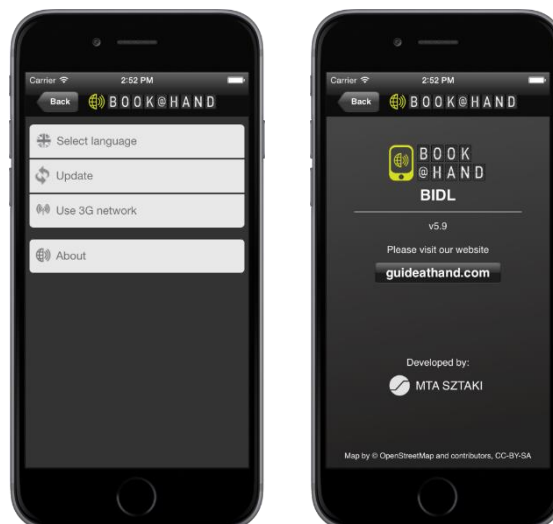 Carrier 2:52 PM
Back BOOK@HAND
Select language
Update
Use 3G network
About
Carrier 2:52 PM
Back BOOK@HAND
BOOK
@HAND
BIDL
v5.9
Please visit our website
guideathand.com
Developed by:
MTA SZTAKI
Map by © OpenStreetMap and contributors, CC-BY-SA